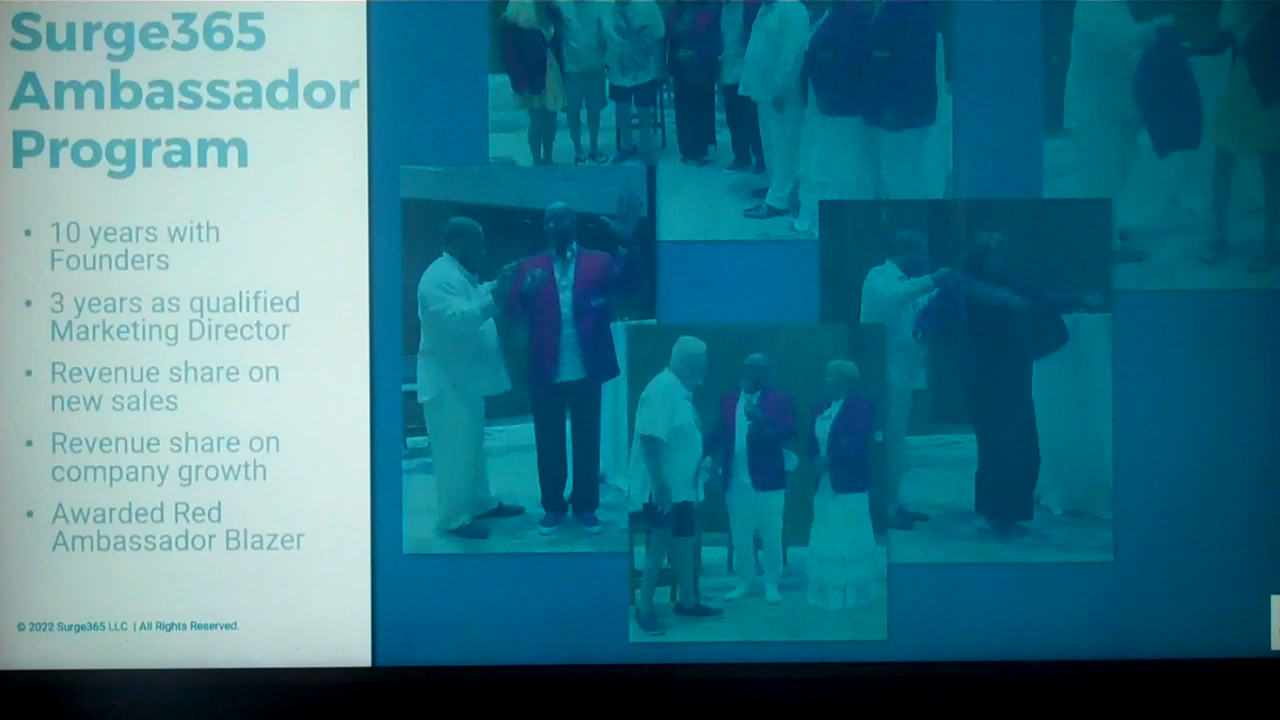 Surge365
Ambassador
Program
• 10 years with
Founders
• 3 years as qualified
Marketing Director
• Revenue share on
new sales
• Revenue share on
company growth
• Awarded Red
Ambassador Blazer
© 2022 Surge365 LLC | All Rights Reserved.